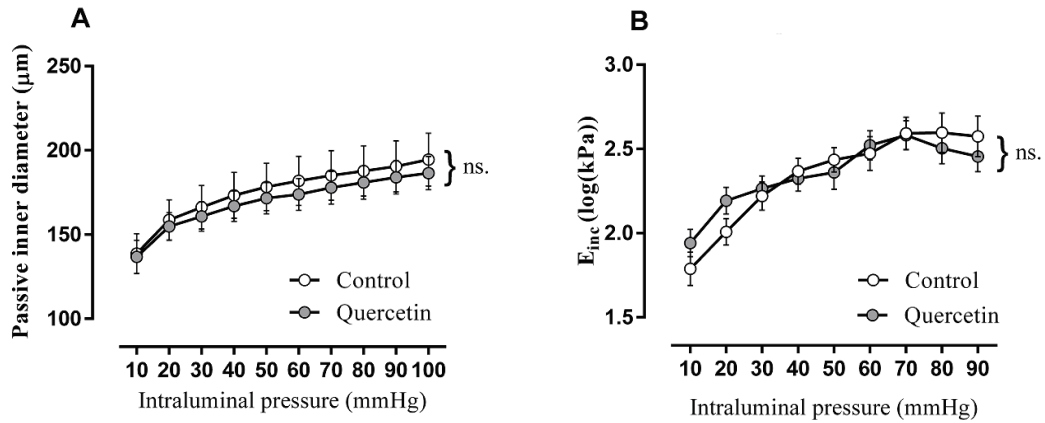 A
Passive inner diameter (μm)
250
200
150
100
ns.
Control
Quercetin
10 20 30 40 50 60 70 80 90 100
Intraluminal pressure (mmHg)
B
E_inc (log(kPa))
3.0
2.5
2.0
1.5
ns.
Control
Quercetin
10 20 30 40 50 60 70 80 90
Intraluminal pressure (mmHg)